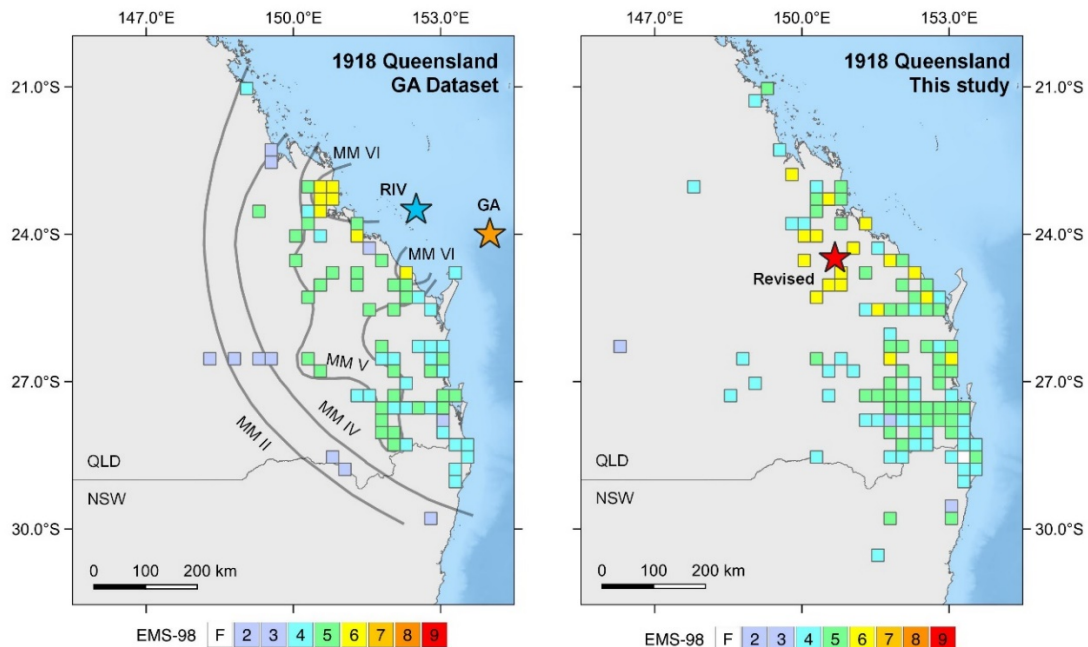 147.0°E 150.0°E 153.0°E
147.0°E 150.0°E 153.0°E
1918 Queensland
GA Dataset
1918 Queensland
This study
21.0°S
21.0°S
MM VI
RIV
GA
24.0°S
24.0°S
MM VI
Revised
27.0°S
27.0°S
MM V
MM IV
MM II
QLD
NSW
QLD
NSW
30.0°S
30.0°S
0 100 200 km
0 100 200 km
EMS-98 F 2 3 4 5 6 7 8 9
EMS-98 F 2 3 4 5 6 7 8 9